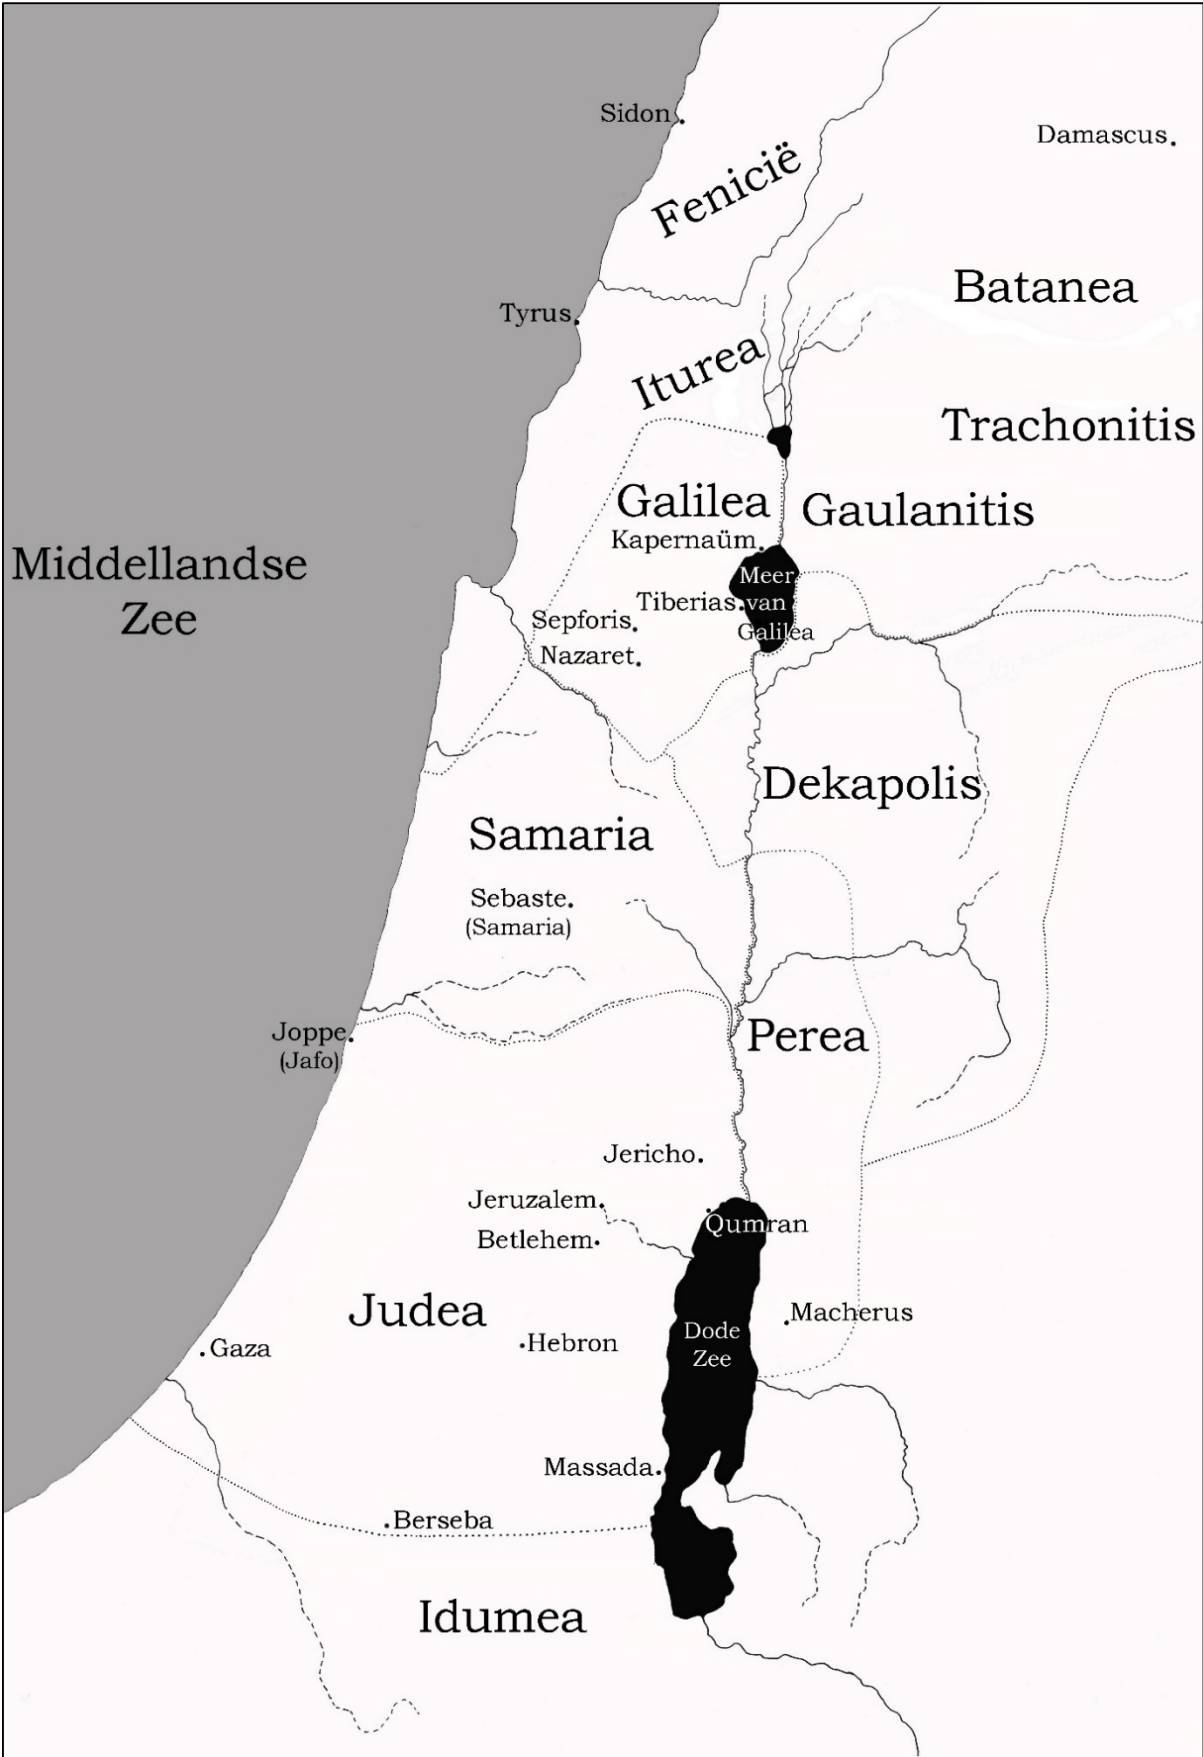 Sidon
Damascus
Fenicië
Batanea
Tyrus
Iturea
Trachonitis
Galilea
Gaulanitis
Kapernaüm
Middellandse
Zee
Meer
van
Galilea
Tiberias
Sepforis
Nazaret
Dekapolis
Samaria
Sebaste
(Samaria)
Joppe
(Jafo)
Perea
Jericho
Jeruzalem
Qumran
Betlehem
Judea
Macherus
Dode
Zee
Hebron
Gaza
Massada
Berseba
Idumea